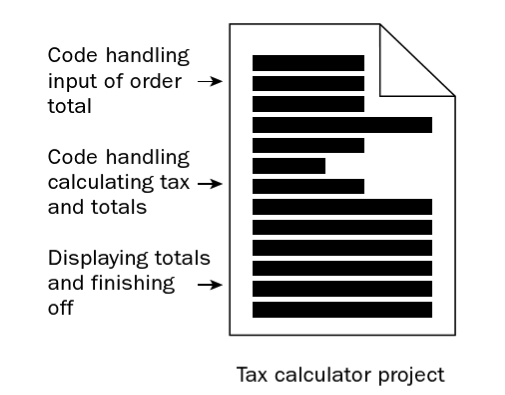 Code handling
input of order
total
Code handling
calculating tax
and totals
Displaying totals
and finishing
off
Tax calculator project